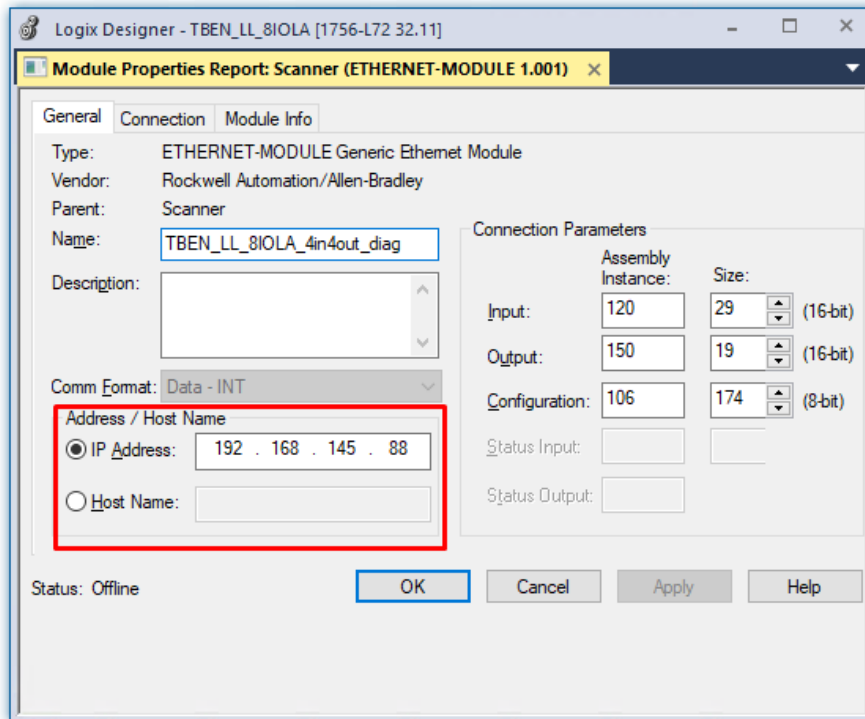 Logix Designer - TBEN_LL_8IOLA [1756-L72 32.11]
Module Properties Report: Scanner (ETHERNET-MODULE 1.001)
General Connection Module Info
Type: ETHERNET-MODULE Generic Ethernet Module
Vendor: Rockwell Automation/Allen-Bradley
Parent: Scanner
Name: TBEN_LL_8IOLA_4in4out_diag
Description:
Comm Format: Data - INT
Address / Host Name
IP Address: 192 . 168 . 145 . 88
Host Name:
Connection Parameters
Assembly
Instance: Size:
Input: 120 29 (16-bit)
Output: 150 19 (16-bit)
Configuration: 106 174 (8-bit)
Status Input:
Status Output:
Status: Offline OK Cancel Apply Help